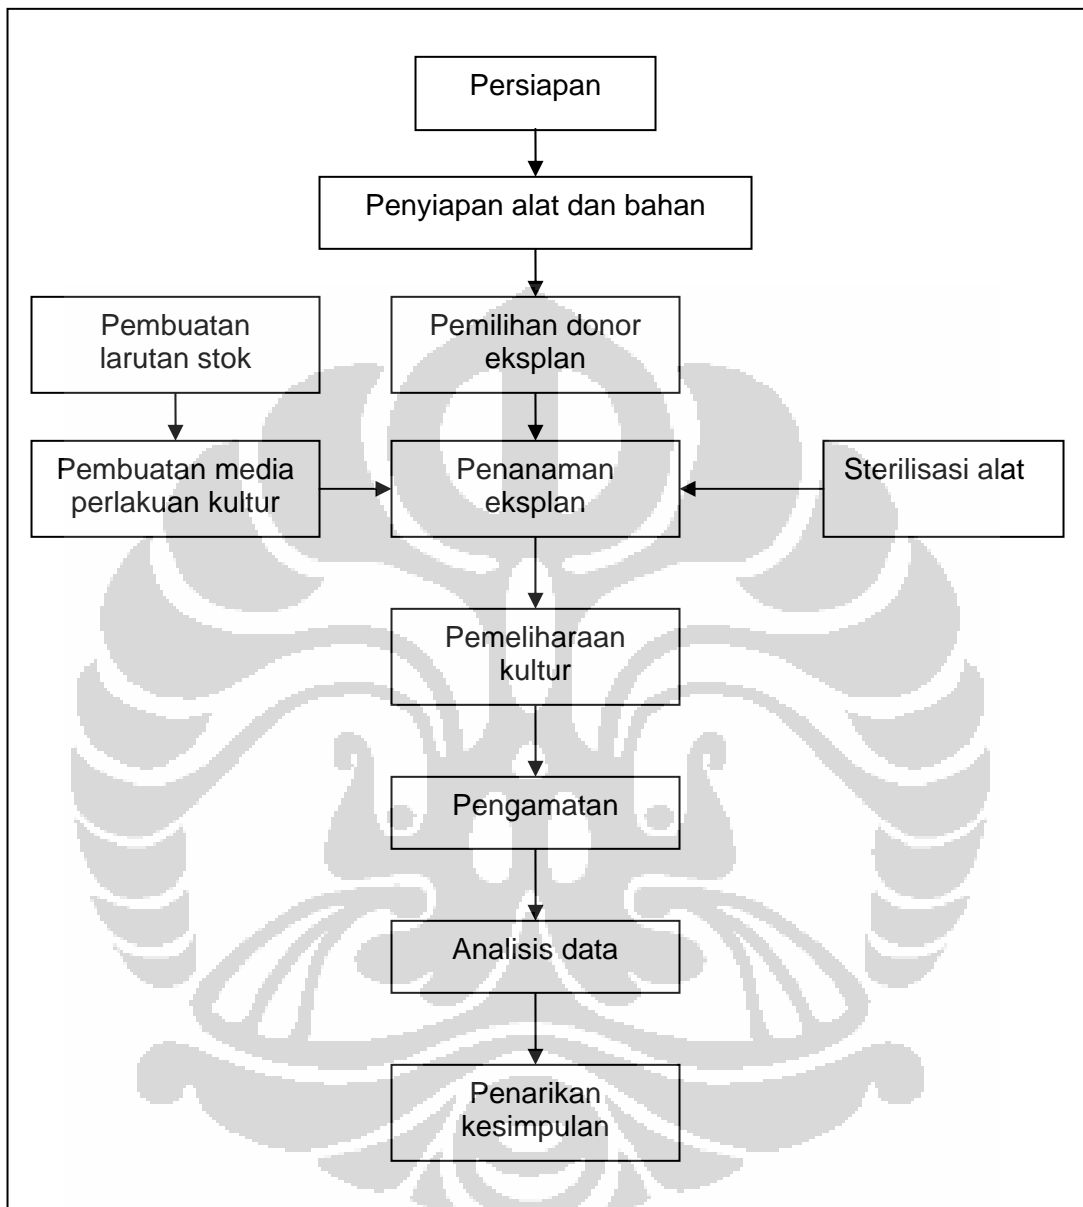 Persiapan
Penyiapan alat dan bahan
Pembuatan
larutan stok
Pemilihan donor
eksplan
Pembuatan media
perlakuan kultur
Penanaman
eksplan
Sterilisasi alat
Pemeliharaan
kultur
Pengamatan
Analisis data
Penarikan
kesimpulan